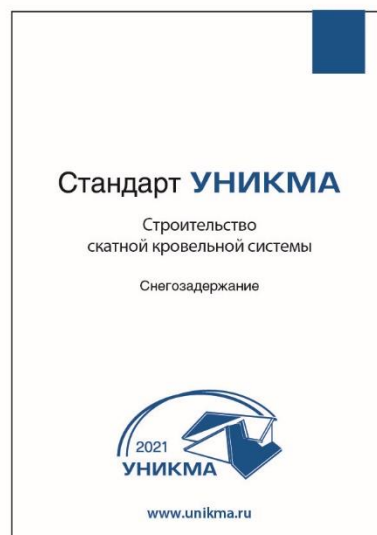 Стандарт УНИКМА
Строительство
скатной кровельной системы
Снегозадержание
2021
УНИКМА
www.unikma.ru